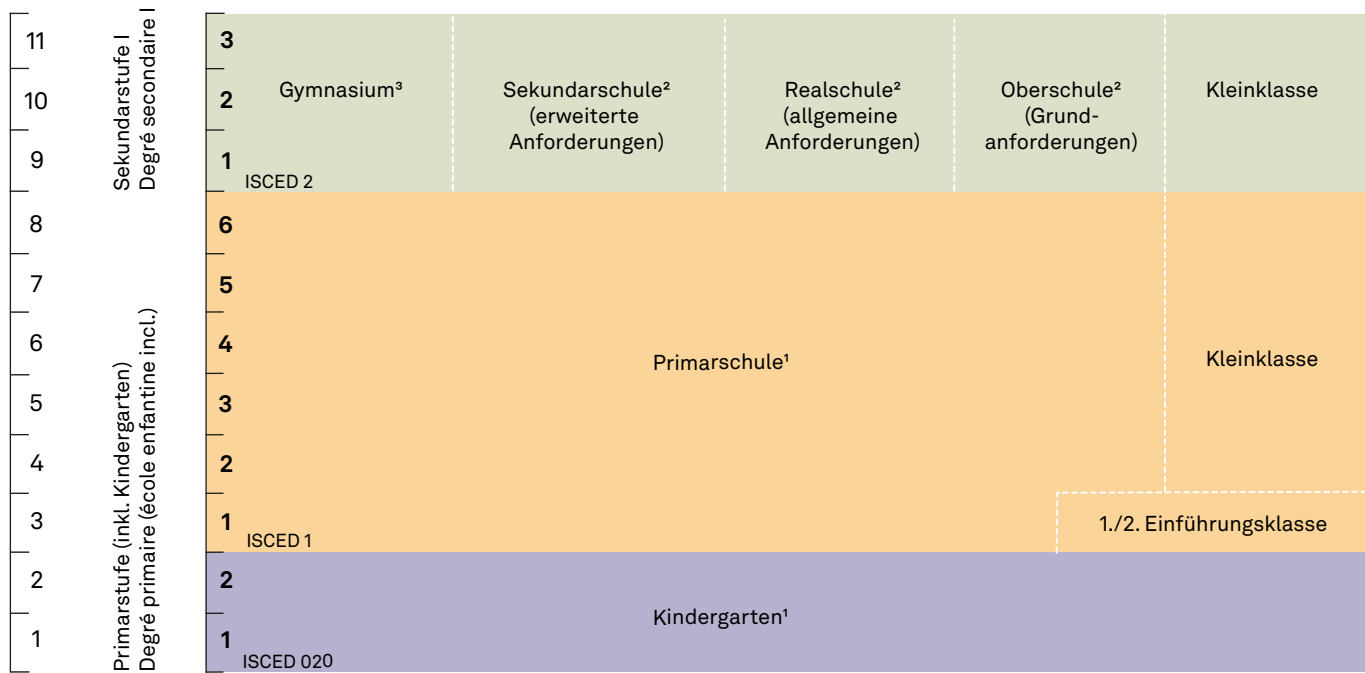 11
10
9
8
7
6
5
4
3
2
1
Sekundarstufe I
Degré secondaire I
Primarstufe (inkl. Kindergarten)
Degré primaire (école enfantine incl.)
3
2
1
ISCED 2
Gymnasium³
Sekundarschule²
(erweiterte
Anforderungen)
Realschule²
(allgemeine
Anforderungen)
Oberschule²
(Grund-
anforderungen)
Kleinklasse
6
5
4
3
2
1
ISCED 1
Primarschule¹
Kleinklasse
1./2. Einführungsklasse
2
1
ISCED 020
Kindergarten¹